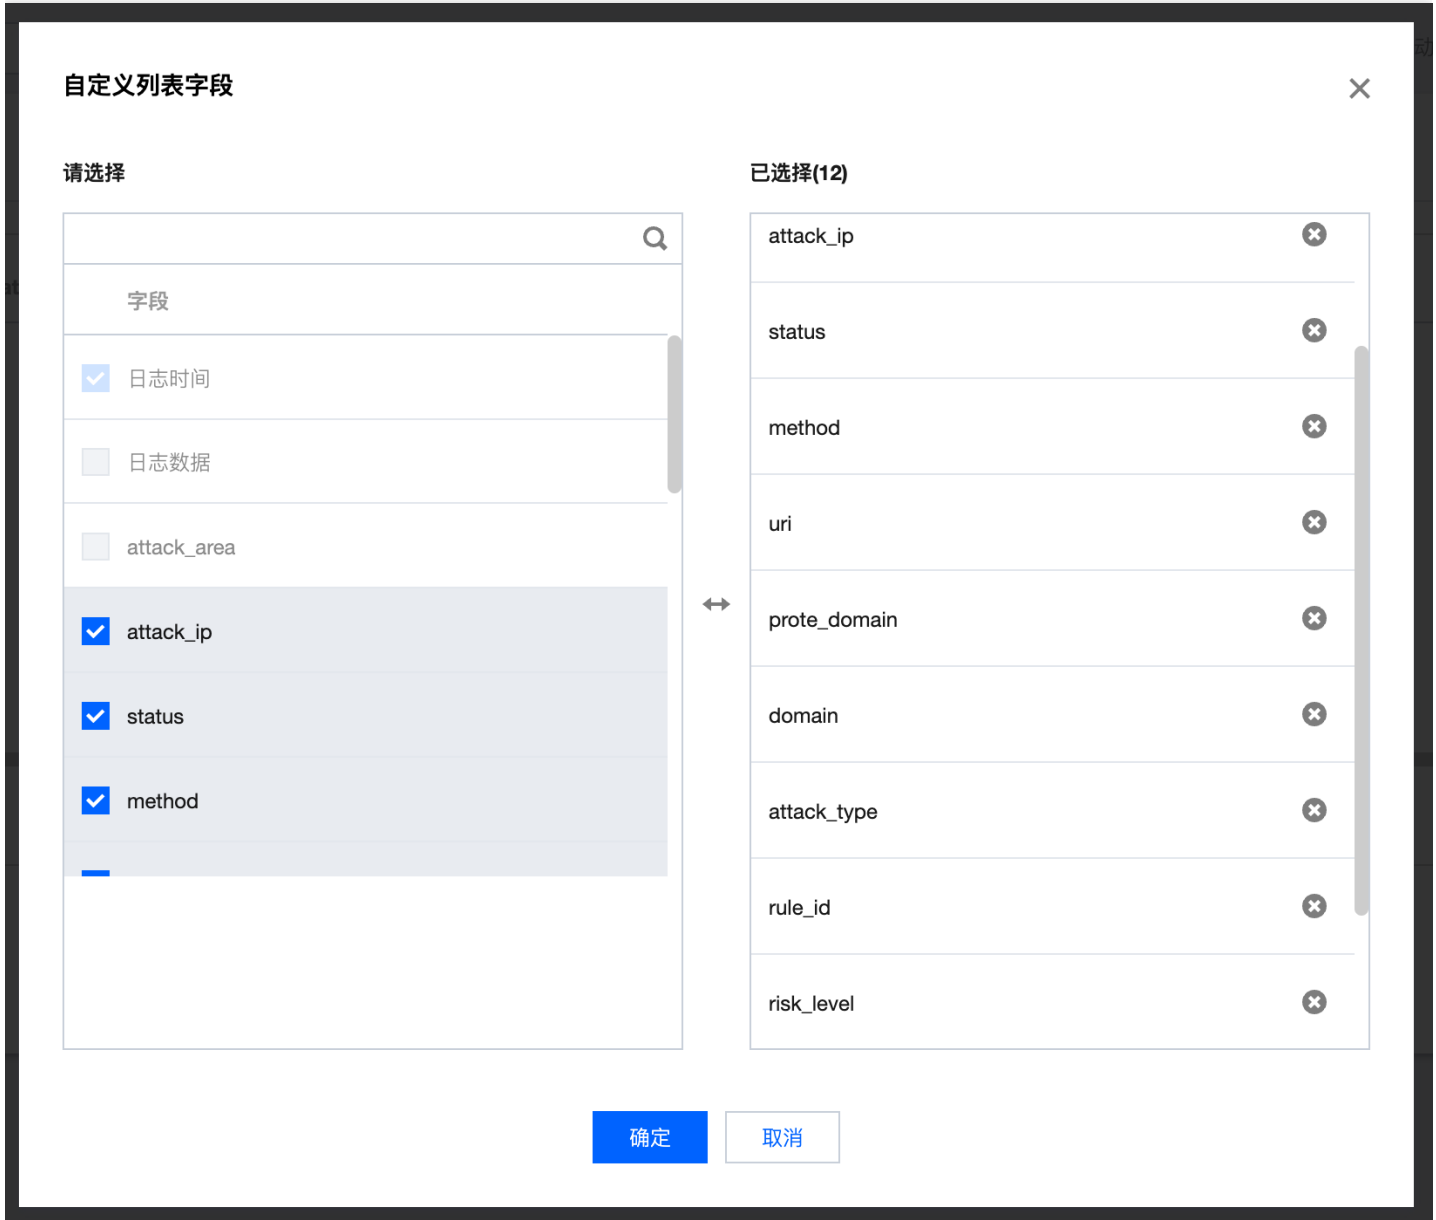 自定义列表字段
请选择
字段
日志时间
日志数据
attack_area
attack_ip
status
method
已选择(12)
attack_ip
status
method
uri
prote_domain
domain
attack_type
rule_id
risk_level
确定
取消